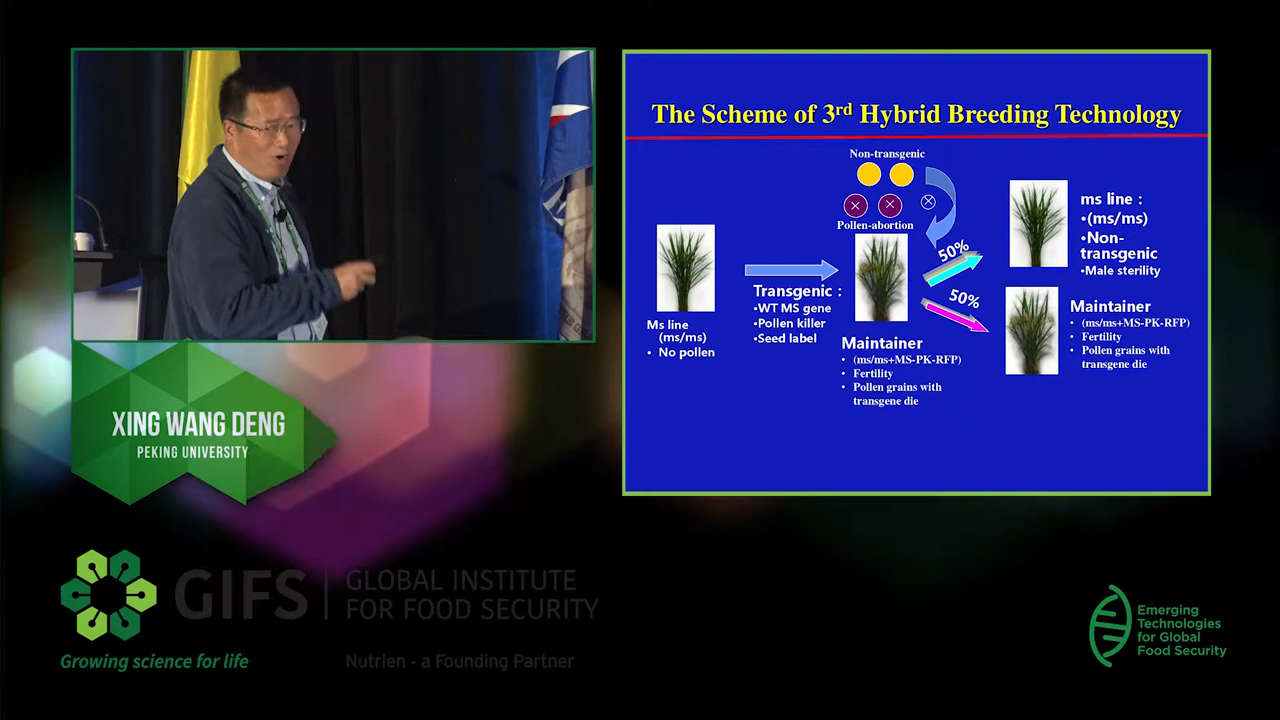 The Scheme of 3rd Hybrid Breeding Technology
Non-transgenic
Pollen-abortion
Ms line
(ms/ms)
• No pollen
Transgenic :
•WT MS gene
•Pollen killer
•Seed label
Maintainer
• (ms/ms+MS-PK-RFP)
• Fertility
• Pollen grains with
transgene die
50%
50%
ms line :
•(ms/ms)
•Non-
transgenic
•Male sterility
Maintainer
• (ms/ms+MS-PK-RFP)
• Fertility
• Pollen grains with
transgene die
XING WANG DENG
PEKING UNIVERSITY
GIFS
GLOBAL INSTITUTE
FOR FOOD SECURITY
Growing science for life
Nutrien - a Founding Partner
Emerging
Technologies
for Global
Food Security